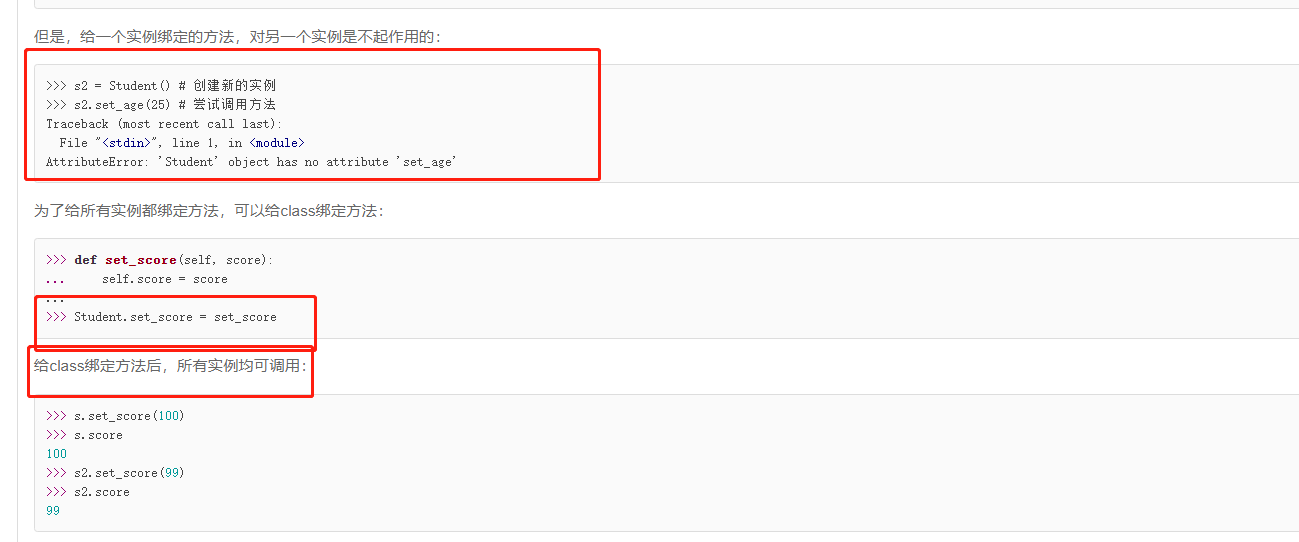 但是，给一个实例绑定的方法，对另一个实例是不起作用的：
>>> s2 = Student() # 创建新的实例
>>> s2.set_age(25) # 尝试调用方法
Traceback (most recent call last):
  File "<stdin>", line 1, in <module>
AttributeError: 'Student' object has no attribute 'set_age'
为了给所有实例都绑定方法，可以给class绑定方法：
>>> def set_score(self, score):
...     self.score = score
...
>>> Student.set_score = set_score
给class绑定方法后，所有实例均可调用：
>>> s.set_score(100)
>>> s.score
100
>>> s2.set_score(99)
>>> s2.score
99